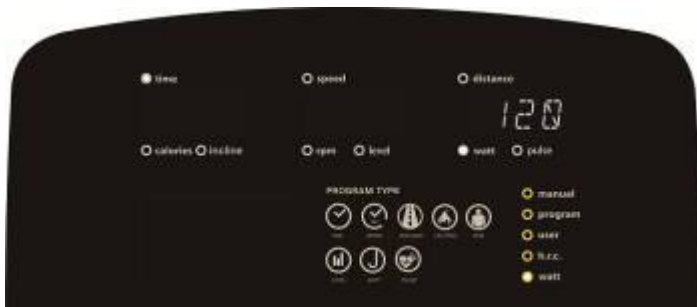 time speed distance
120
calories incline rpm level watt pulse
PROGRAM TYPE
manual
program
user
h.r.c.
watt